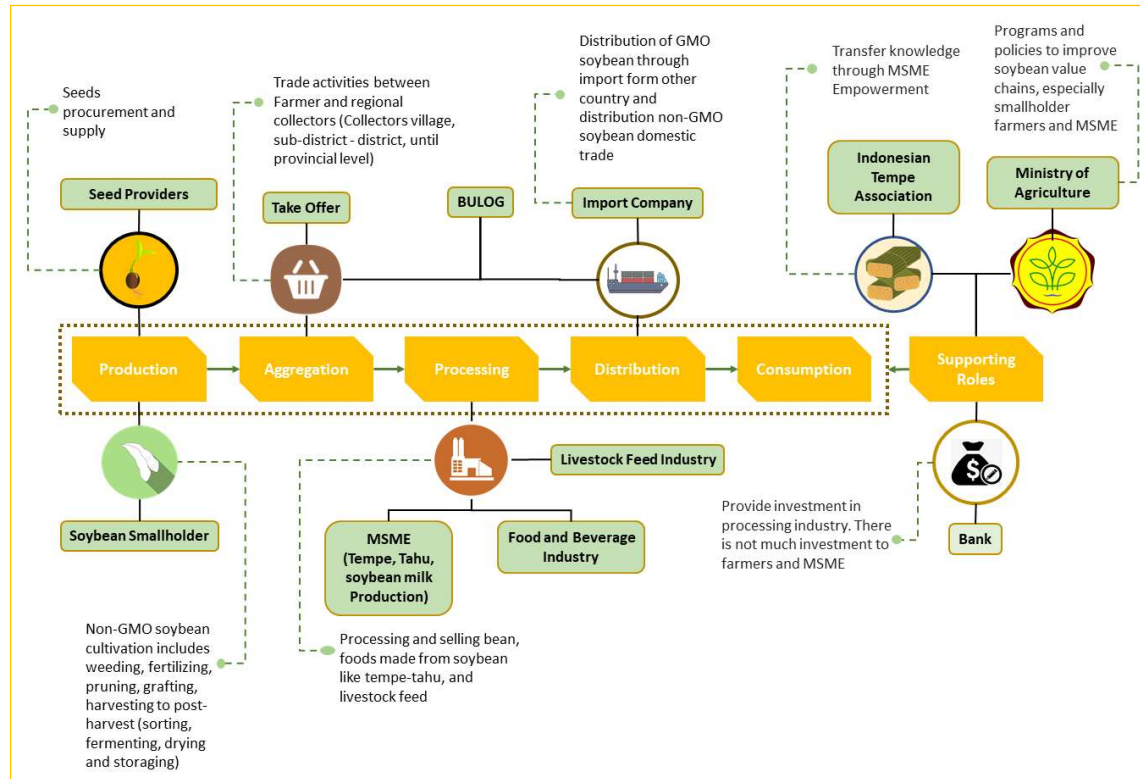 Seeds
procurement and
supply
Seed Providers
Trade activities between
Farmer and regional
collectors (Collectors village,
sub-district - district, until
provincial level)
Take Offer
BULOG
Distribution of GMO
soybean through
import form other
country and
distribution non-GMO
soybean domestic
trade
Import Company
Transfer knowledge
through MSME
Empowerment
Indonesian
Tempe
Association
Programs and
policies to improve
soybean value
chains, especially
smallholder
farmers and MSME
Ministry of
Agriculture
Production
Aggregation
Processing
Distribution
Consumption
Supporting
Roles
Soybean Smallholder
Non-GMO soybean
cultivation includes
weeding, fertilizing,
pruning, grafting,
harvesting to post-
harvest (sorting,
fermenting, drying
and storaging)
Livestock Feed Industry
MSME
(Tempe, Tahu,
soybean milk
Production)
Food and Beverage
Industry
Processing and selling bean,
foods made from soybean
like tempe-tahu, and
livestock feed
Provide investment in
processing industry. There
is not much investment to
farmers and MSME
$
Bank